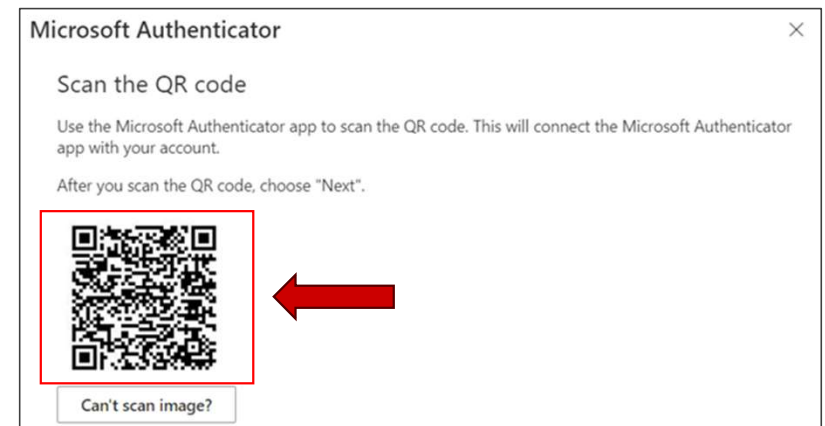 Microsoft Authenticator
Scan the QR code
Use the Microsoft Authenticator app to scan the QR code. This will connect the Microsoft Authenticator
app with your account.
After you scan the QR code, choose "Next".
Can't scan image?